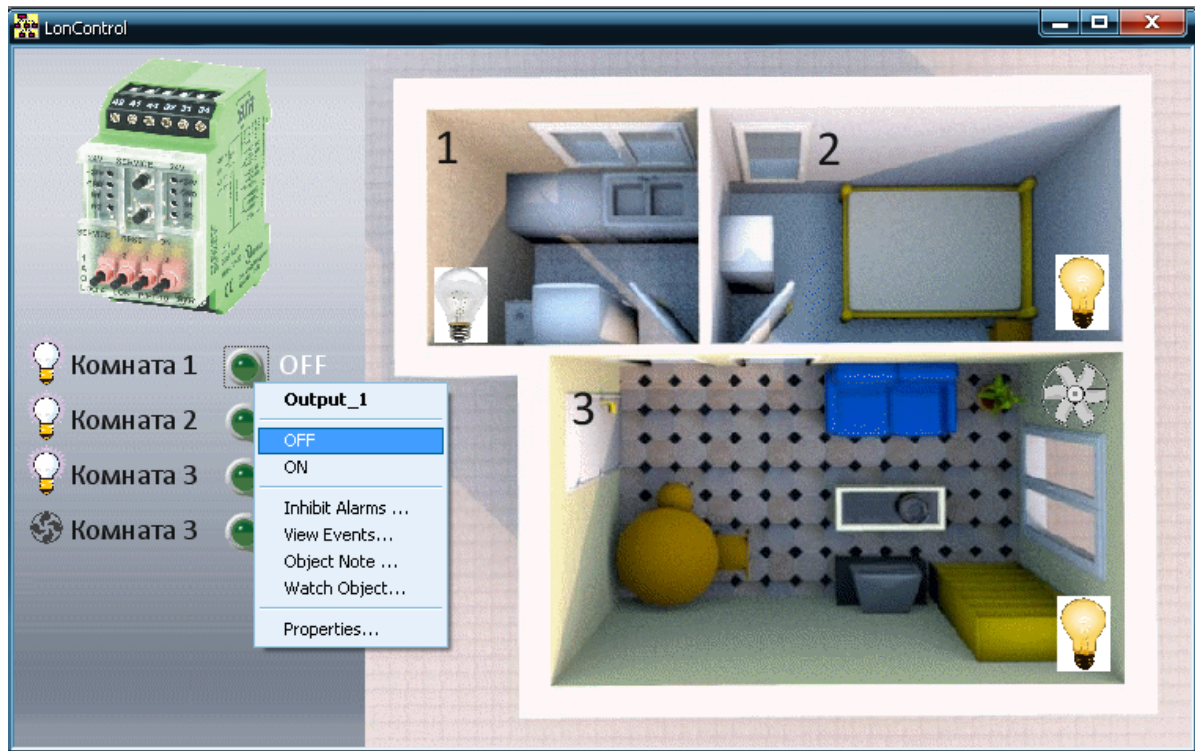 LonControl
Комната 1
OFF
Комната 2
Комната 3
Комната 3
Output_1
OFF
ON
Inhibit Alarms ...
View Events...
Object Note ...
Watch Object...
Properties...
1
2
3
SERVICE